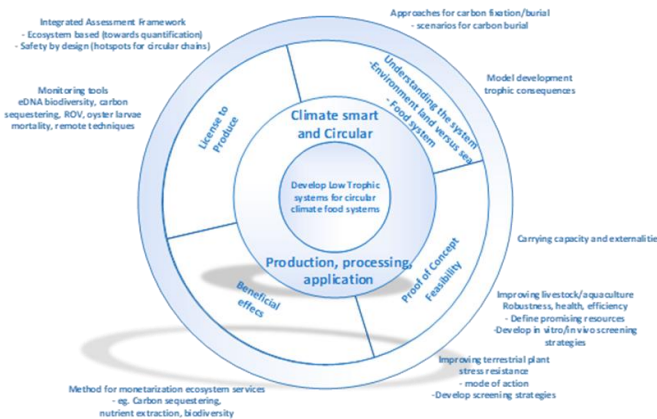 Integrated Assessment Framework
- Ecosystem based (towards quantification)
- Safety by design (hotspots for circular chains)
Approaches for carbon fixation/burial
- scenarios for carbon burial
Monitoring tools
eDNA biodiversity, carbon
sequestering, ROV, oyster larvae
mortality, remote techniques
Model development
trophic consequences
License to
Produce
Understanding the system
-Environment land versus sea
- Food system
Climate smart
and Circular
Develop Low Trophic
systems for circular
climate food systems
Production, processing,
application
Beneficial
effecs
Proof of Concept
Feasibility
Carrying capacity and externalitie
Improving livestock/aquaculture
Robustness, health, efficiency
- Define promising resources
-Develop in vitro/in vivo screening
strategies
Improving terrestrial plant
stress resistance
- mode of action
-Develop screening strategies
Method for monetarization ecosystem services
- eg. Carbon sequestering,
nutrient extraction, biodiversity